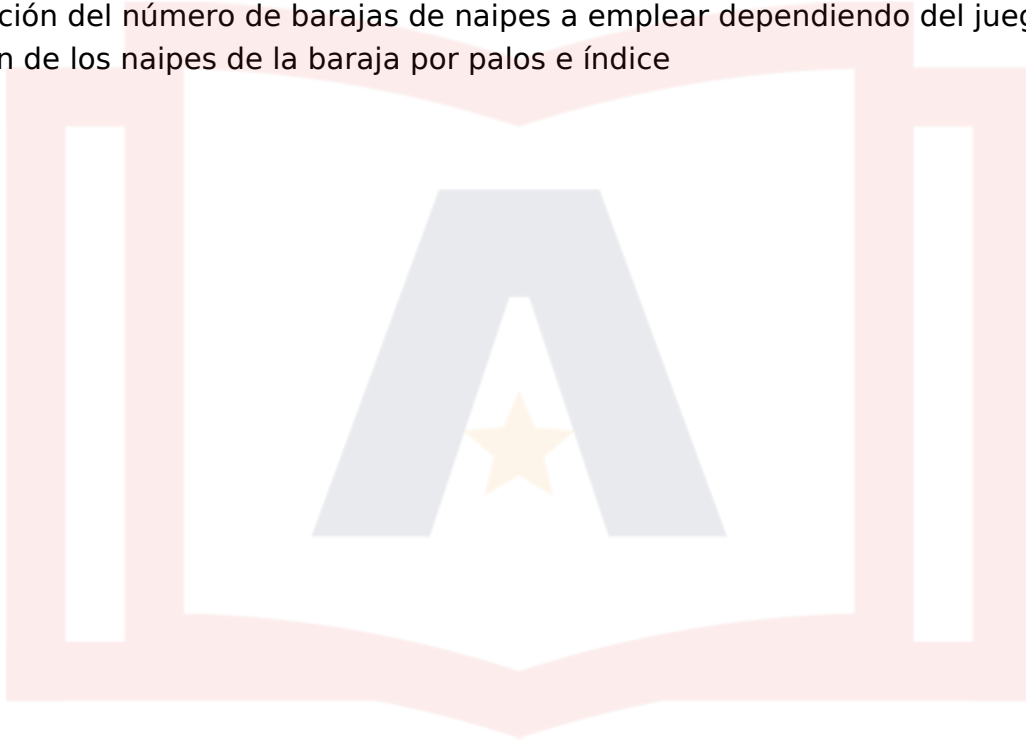 ción del número de barajas de naipes a emplear dependiendo del jueg
n de los naipes de la baraja por palos e índice